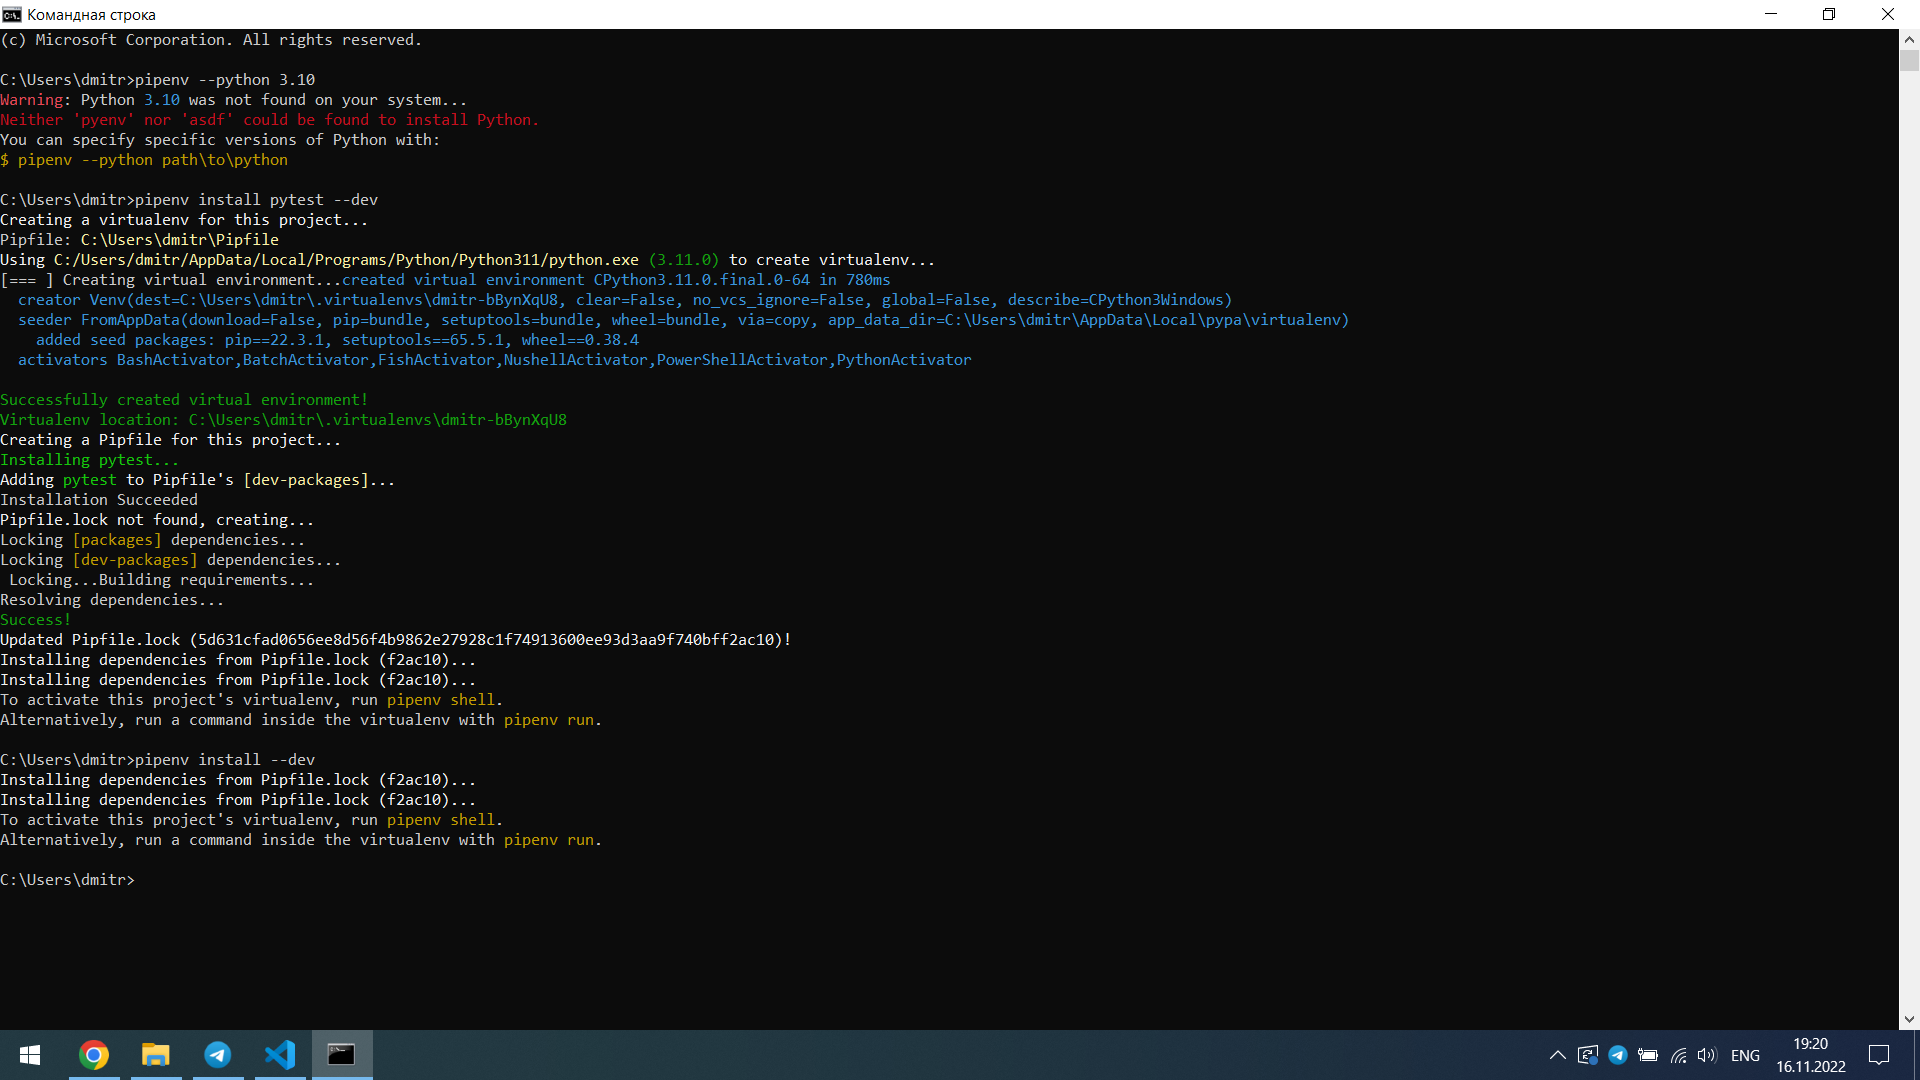 Командная строка
(c) Microsoft Corporation. All rights reserved.
C:\Users\dmitr>pipenv --python 3.10
Warning: Python 3.10 was not found on your system...
Neither 'pyenv' nor 'asdf' could be found to install Python.
You can specify specific versions of Python with:
$ pipenv --python path\to\python
C:\Users\dmitr>pipenv install pytest --dev
Creating a virtualenv for this project...
Pipfile: C:\Users\dmitr\Pipfile
Using C:/Users/dmitr/AppData/Local/Programs/Python/Python311/python.exe (3.11.0) to create virtualenv...
[=== ] Creating virtual environment...created virtual environment CPython3.11.0.final.0-64 in 780ms
creator Venv(dest=C:\Users\dmitr\.virtualenvs\dmitr-bBynXqU8, clear=False, no_vcs_ignore=False, global=False, describe=CPython3Windows)
seeder FromAppData(download=False, pip=bundle, setuptools=bundle, wheel=bundle, via=copy, app_data_dir=C:\Users\dmitr\AppData\Local\pypa\virtualenv)
added seed packages: pip==22.3.1, setuptools==65.5.1, wheel==0.38.4
activators BashActivator,BatchActivator,FishActivator,NushellActivator,PowerShellActivator,PythonActivator
Successfully created virtual environment!
Virtualenv location: C:\Users\dmitr\.virtualenvs\dmitr-bBynXqU8
Creating a Pipfile for this project...
Installing pytest...
Adding pytest to Pipfile's [dev-packages]...
Installation Succeeded
Pipfile.lock not found, creating...
Locking [packages] dependencies...
Locking [dev-packages] dependencies...
Locking...Building requirements...
Resolving dependencies...
Success!
Updated Pipfile.lock (5d631cfad0656ee8d56f4b9862e27928c1f74913600ee93d3aa9f740bff2ac10)!
Installing dependencies from Pipfile.lock (f2ac10)...
Installing dependencies from Pipfile.lock (f2ac10)...
To activate this project's virtualenv, run pipenv shell.
Alternatively, run a command inside the virtualenv with pipenv run.
C:\Users\dmitr>pipenv install --dev
Installing dependencies from Pipfile.lock (f2ac10)...
Installing dependencies from Pipfile.lock (f2ac10)...
To activate this project's virtualenv, run pipenv shell.
Alternatively, run a command inside the virtualenv with pipenv run.
C:\Users\dmitr>
ENG
19:20
16.11.2022